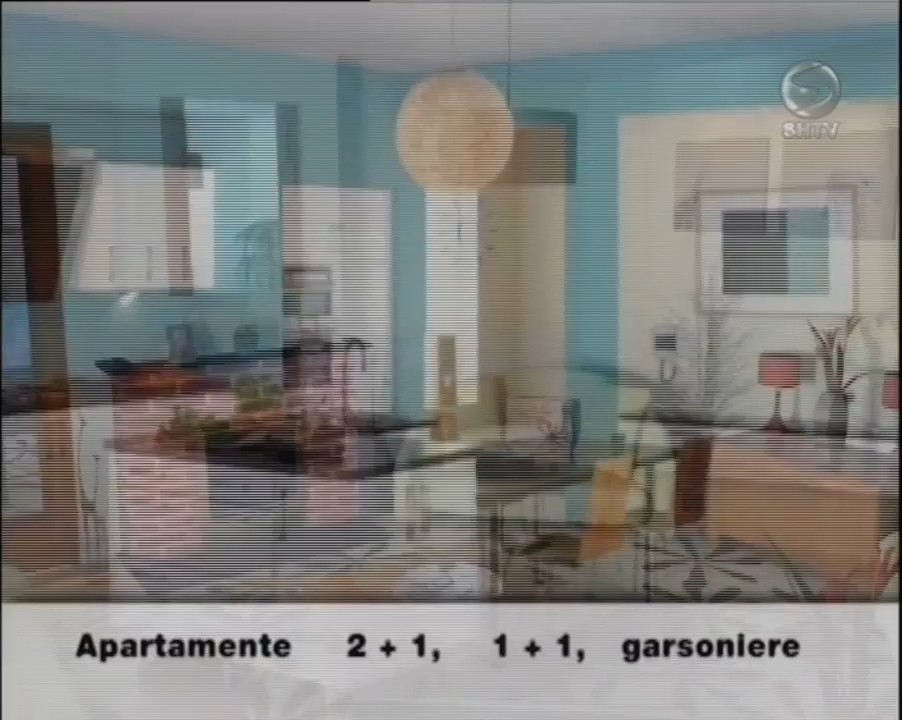 SHTV
Apartamente 2 + 1, 1 + 1, garsoniere